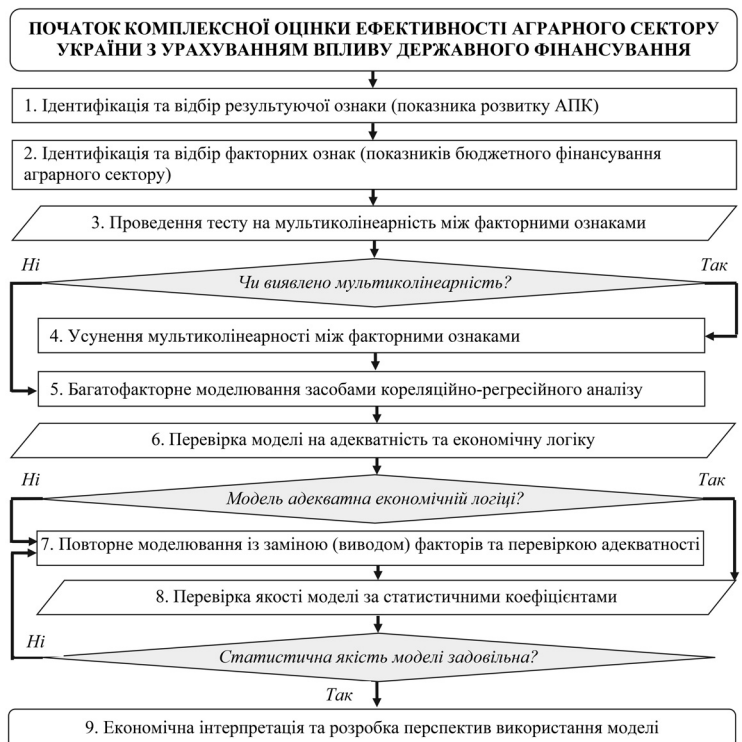 ПОЧАТОК КОМПЛЕКСНОЇ ОЦІНКИ ЕФЕКТИВНОСТІ АГРАРНОГО СЕКТОРУ
УКРАЇНИ З УРАХУВАННЯМ ВПЛИВУ ДЕРЖАВНОГО ФІНАНСУВАННЯ
1. Ідентифікація та відбір результуючої ознаки (показника розвитку АПК)
2. Ідентифікація та відбір факторних ознак (показників бюджетного фінансування
аграрного сектору)
3. Проведення тесту на мультиколінеарність між факторними ознаками
Ні
Так
Чи виявлено мультиколінеарність?
4. Усунення мультиколінеарності між факторними ознаками
5. Багатофакторне моделювання засобами кореляційно-регресійного аналізу
6. Перевірка моделі на адекватність та економічну логіку
Ні
Так
Модель адекватна економічній логіці?
7. Повторне моделювання із заміною (виводом) факторів та перевіркою адекватності
8. Перевірка якості моделі за статистичними коефіцієнтами
Ні
Статистична якість моделі задовільна?
Так
9. Економічна інтерпретація та розробка перспектив використання моделі